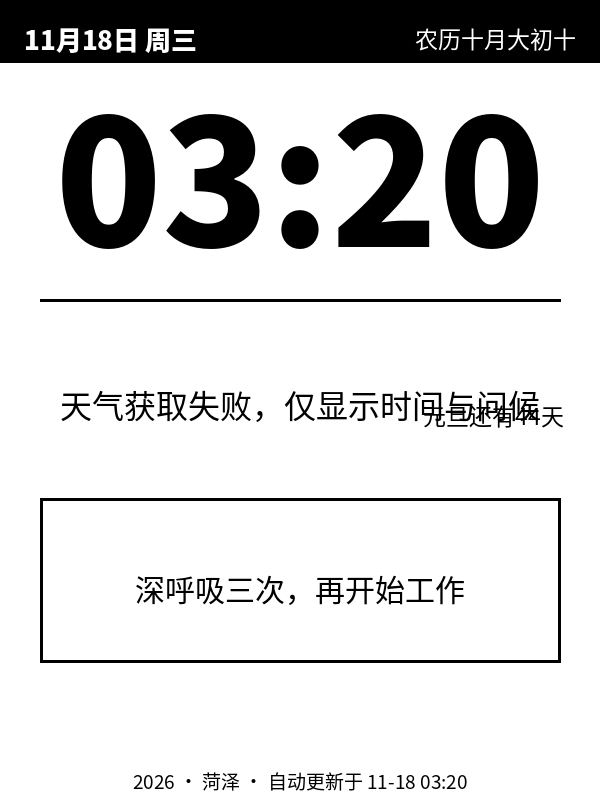 11月18日 周三
农历十月大初十
03:20
天气获取失败，仅显示时间与问候
元旦还有44天
深呼吸三次，再开始工作
2026 • 菏泽 • 自动更新于 11-18 03:20